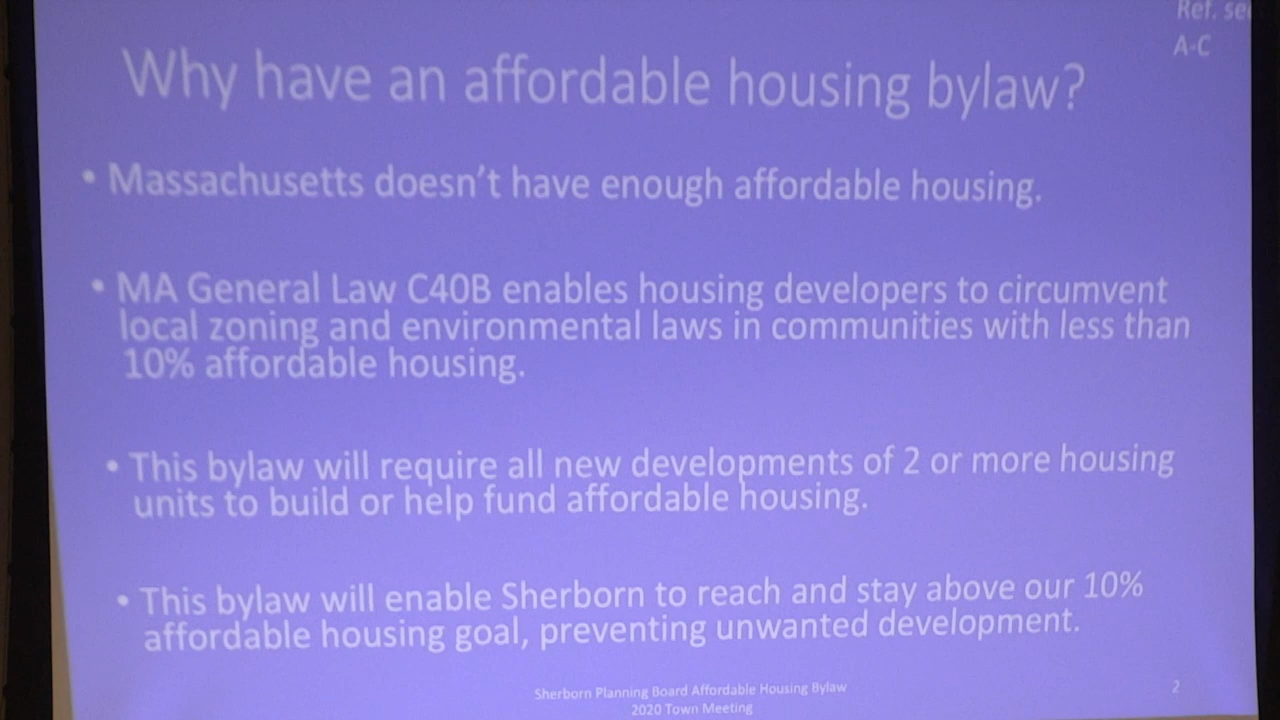 Ref. sec
A-C
Why have an affordable housing bylaw?
• Massachusetts doesn't have enough affordable housing.
• MA General Law C40B enables housing developers to circumvent
local zoning and environmental laws in communities with less than
10% affordable housing.
• This bylaw will require all new developments of 2 or more housing
units to build or help fund affordable housing.
• This bylaw will enable Sherborn to reach and stay above our 10%
affordable housing goal, preventing unwanted development.
Sherborn Planning Board Affordable Housing Bylaw
2020 Town Meeting
2